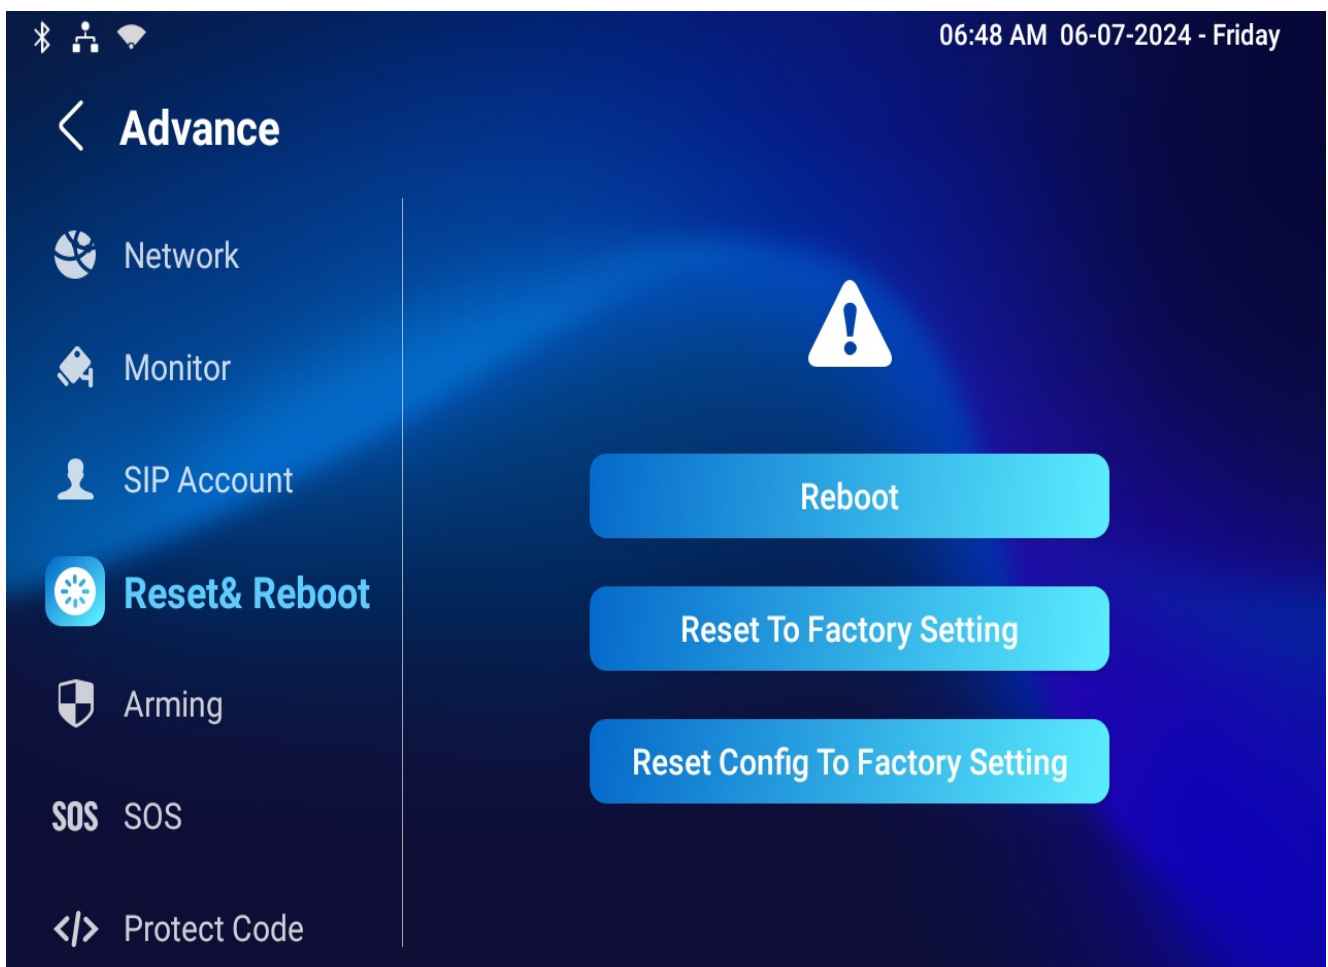 06:48 AM 06-07-2024 - Friday
Advance
Network
Monitor
SIP Account
Reset& Reboot
Arming
SOS SOS
</> Protect Code
Reboot
Reset To Factory Setting
Reset Config To Factory Setting